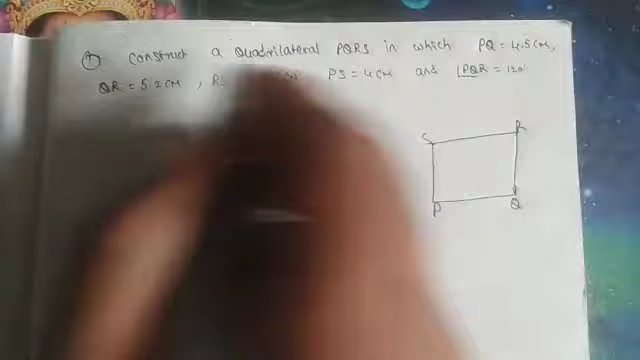 ① Construct a Quadrilateral PQRS in which PQ = 4.5 CM,
QR = 5.2 CM, PS = 4 CM and ∠PQR = 120°
S R
P Q